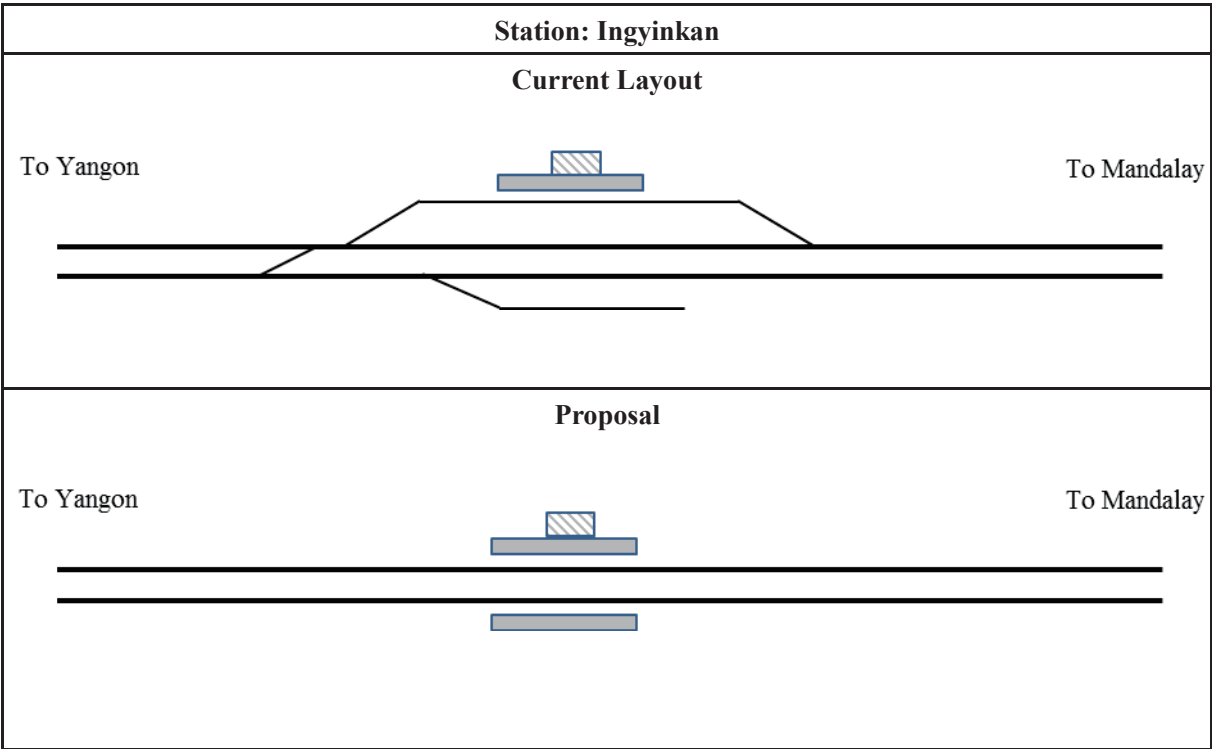 Station: Ingyinkan
Current Layout
To Yangon
To Mandalay
Proposal
To Yangon
To Mandalay